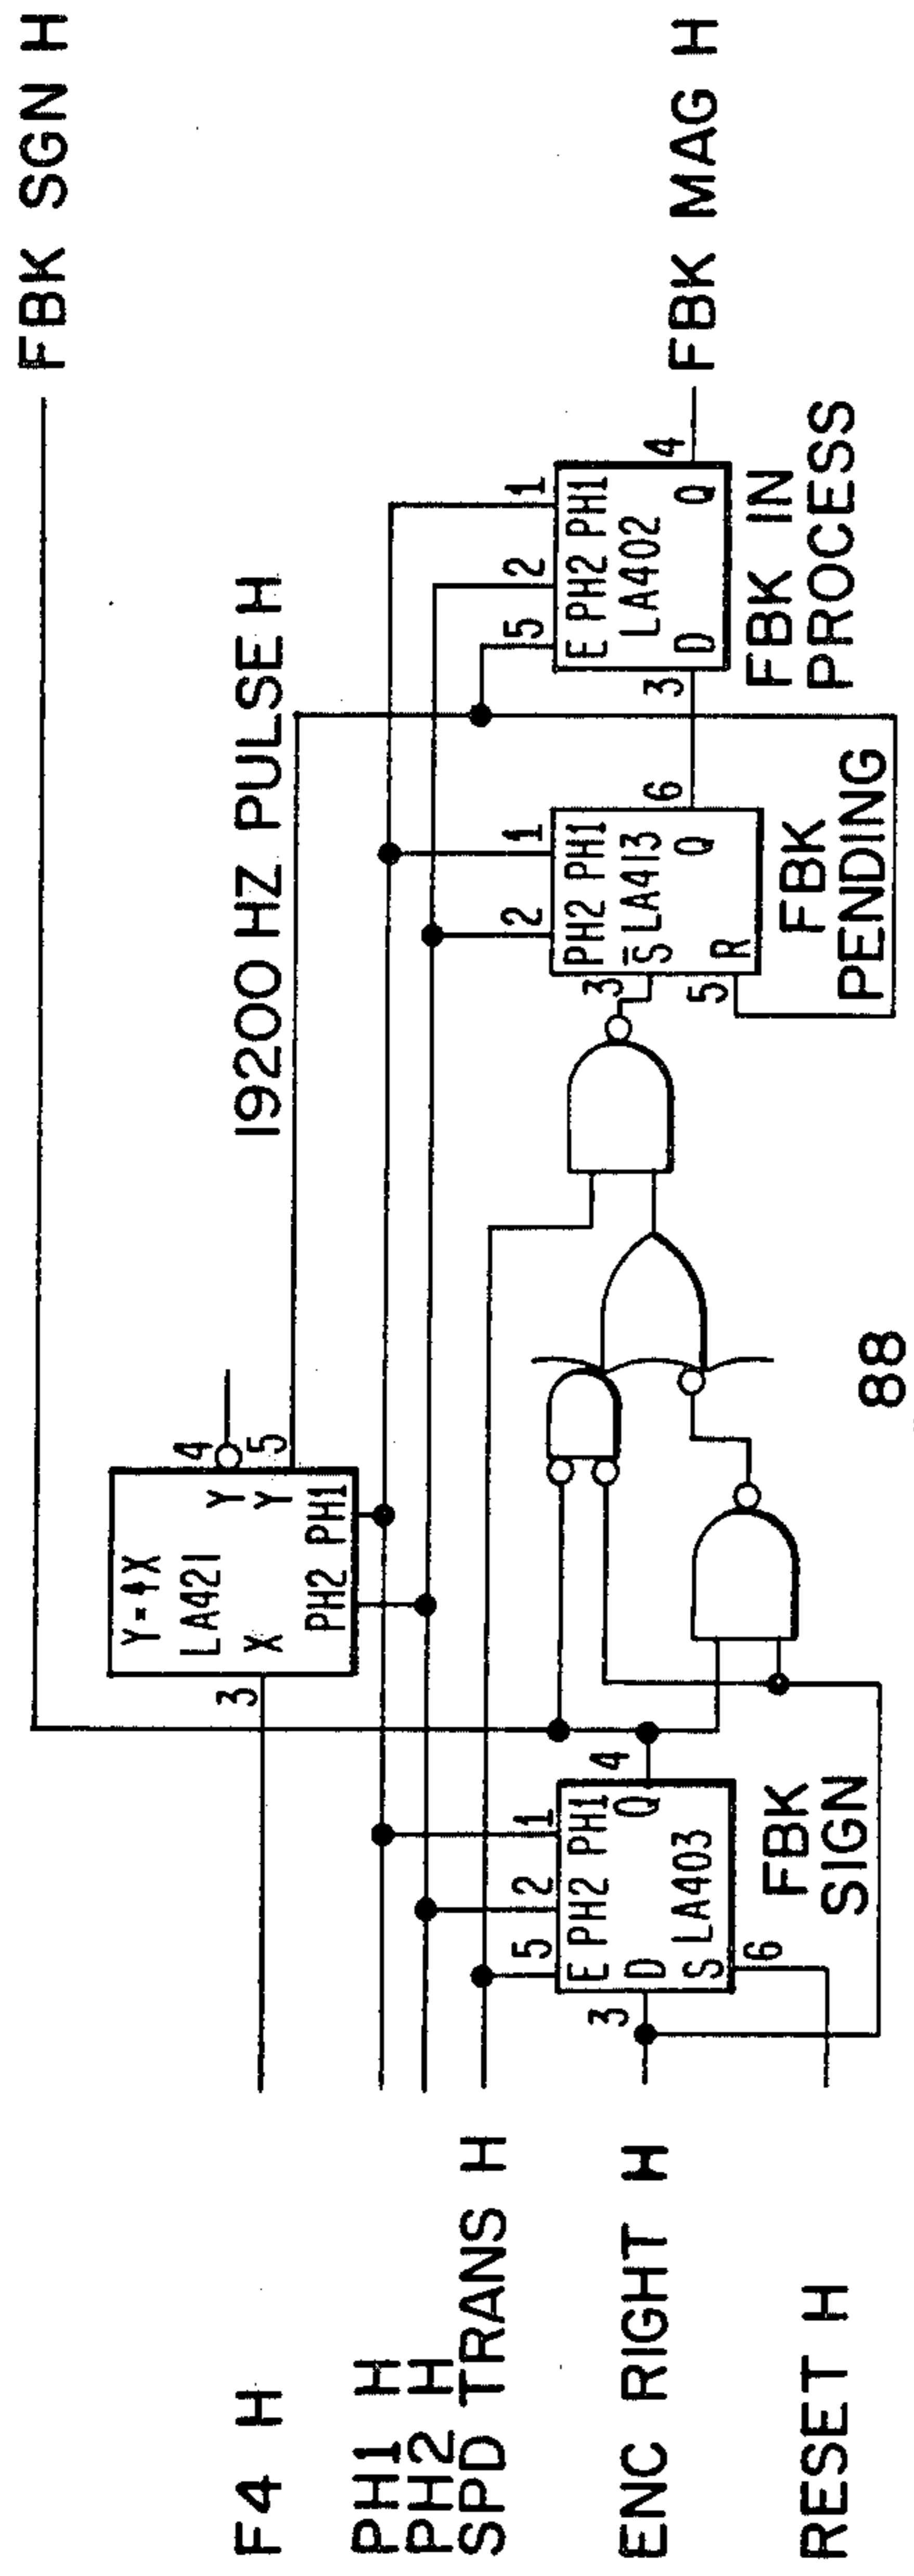 FBK SGN H
19200 HZ PULSE H
F4 H
3
Y=↑X
LA421
X
Y
Y
4
5
PH2 PH1
PH1 H
PH2 H
SPD TRANS H
ENC RIGHT H
RESET H
5 2 1
E PH2 PH1
3
D
Q
4
LA403
S
6
FBK
SIGN
88
2 1
PH2 PH1
LA413
3
S̅
Q
6
5
R
FBK
PENDING
5 2 1
E PH2 PH1
LA402
3
D
Q
4
FBK MAG H
FBK IN
PROCESS